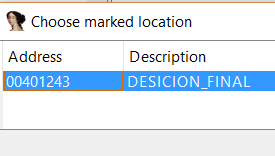 Choose marked location
Address Description
00401243 DESICION_FINAL